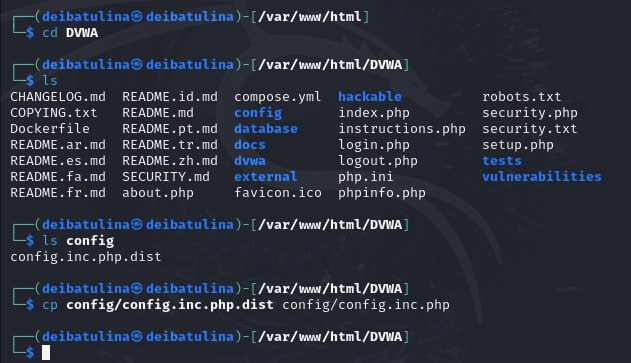 ┌──(deibatulina㉿deibatulina)-[/var/www/html]
└─$ cd DVWA
┌──(deibatulina㉿deibatulina)-[/var/www/html/DVWA]
└─$ ls
CHANGELOG.md README.id.md compose.yml hackable robots.txt
COPYING.txt README.md config index.php security.php
Dockerfile README.pt.md database instructions.php security.txt
README.ar.md README.tr.md docs login.php setup.php
README.es.md README.zh.md dvwa logout.php tests
README.fa.md SECURITY.md external php.ini vulnerabilities
README.fr.md about.php favicon.ico phpinfo.php
┌──(deibatulina㉿deibatulina)-[/var/www/html/DVWA]
└─$ ls config
config.inc.php.dist
┌──(deibatulina㉿deibatulina)-[/var/www/html/DVWA]
└─$ cp config/config.inc.php.dist config/config.inc.php
┌──(deibatulina㉿deibatulina)-[/var/www/html/DVWA]
└─$